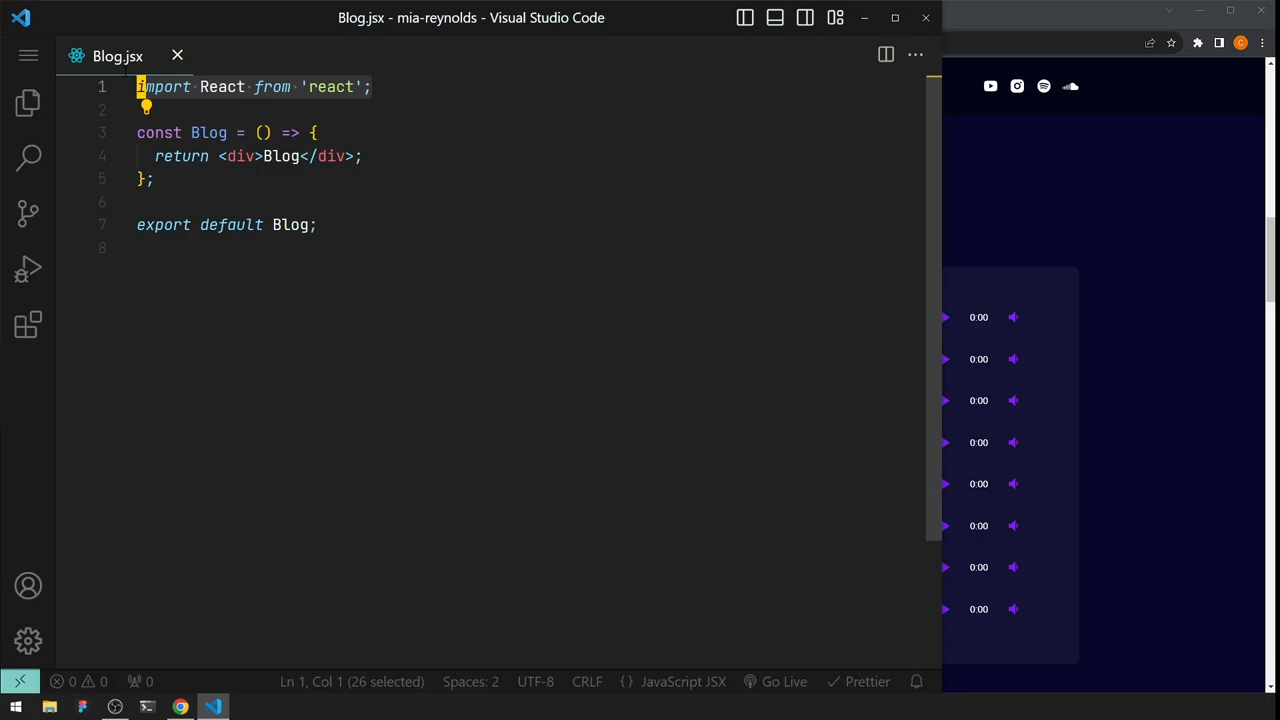 Blog.jsx - mia-reynolds - Visual Studio Code
Blog.jsx
1 import React from 'react';
2
3 const Blog = () => {
4 return <div>Blog</div>;
5 };
6
7 export default Blog;
8
0:00
0:00
0:00
0:00
0:00
0:00
0:00
0:00
C
0 0 0 Ln 1, Col 1 (26 selected) Spaces: 2 UTF-8 CRLF {} JavaScript JSX Go Live Prettier